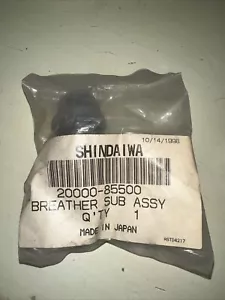 10/14/1998
SHINDAIWA
20000-85500
BREATHER SUB ASSY
Q'TY 1
MADE IN JAPAN